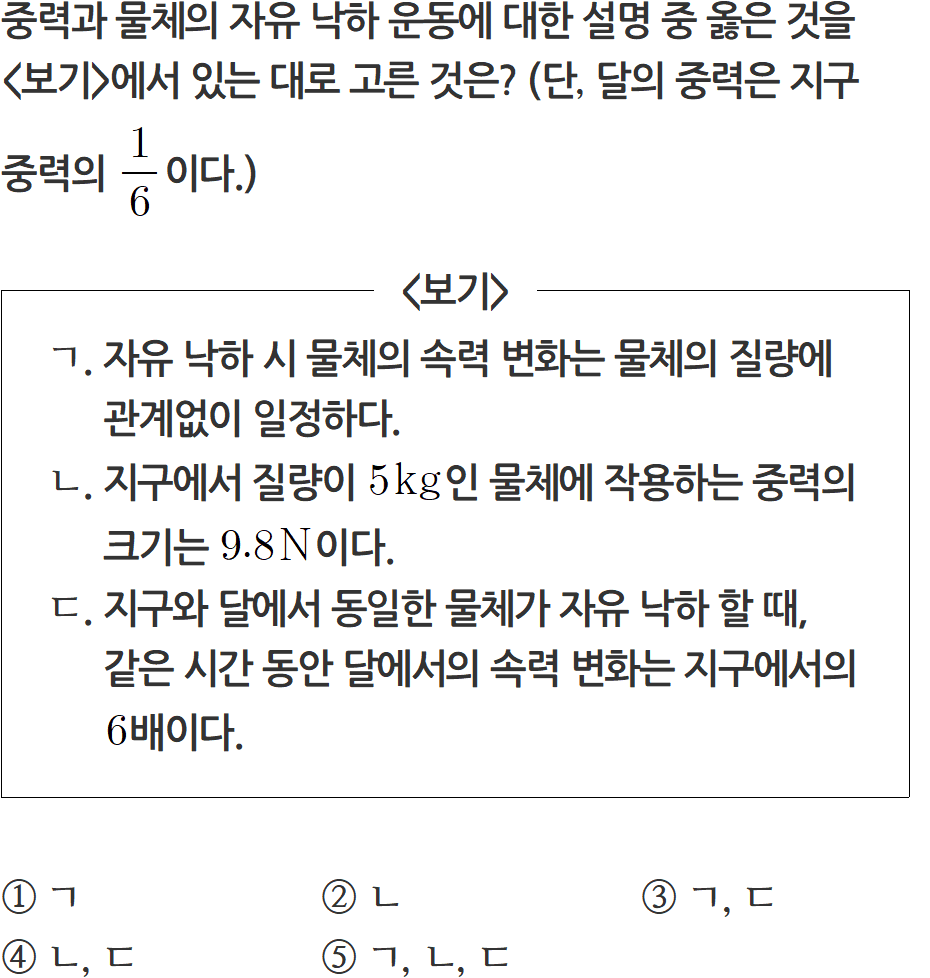 중력과 물체의 자유 낙하 운동에 대한 설명 중 옳은 것을
<보기>에서 있는 대로 고른 것은? (단, 달의 중력은 지구
중력의 1/6 이다.)
<보기>
ㄱ. 자유 낙하 시 물체의 속력 변화는 물체의 질량에
관계없이 일정하다.
ㄴ. 지구에서 질량이 5kg인 물체에 작용하는 중력의
크기는 9.8N이다.
ㄷ. 지구와 달에서 동일한 물체가 자유 낙하 할 때,
같은 시간 동안 달에서의 속력 변화는 지구에서의
6배이다.
① ㄱ ② ㄴ ③ ㄱ, ㄷ
④ ㄴ, ㄷ ⑤ ㄱ, ㄴ, ㄷ